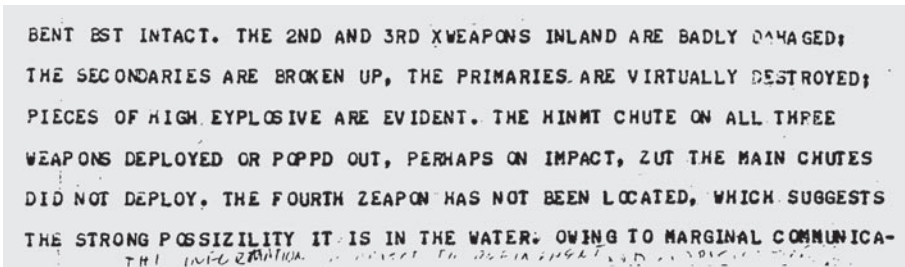 BENT BST INTACT. THE 2ND AND 3RD XWEAPONS INLAND ARE BADLY DAMAGED;
THE SECONDARIES ARE BROKEN UP, THE PRIMARIES ARE VIRTUALLY DESTROYED;
PIECES OF HIGH EYPLOSIVE ARE EVIDENT. THE HINMT CHUTE ON ALL THREE
WEAPONS DEPLOYED OR POPPD OUT, PERHAPS ON IMPACT, ZUT THE MAIN CHUTES
DID NOT DEPLOY. THE FOURTH ZEAPON HAS NOT BEEN LOCATED, WHICH SUGGESTS
THE STRONG POSSIZILITY IT IS IN THE WATER. OWING TO MARGINAL COMMUNICA-